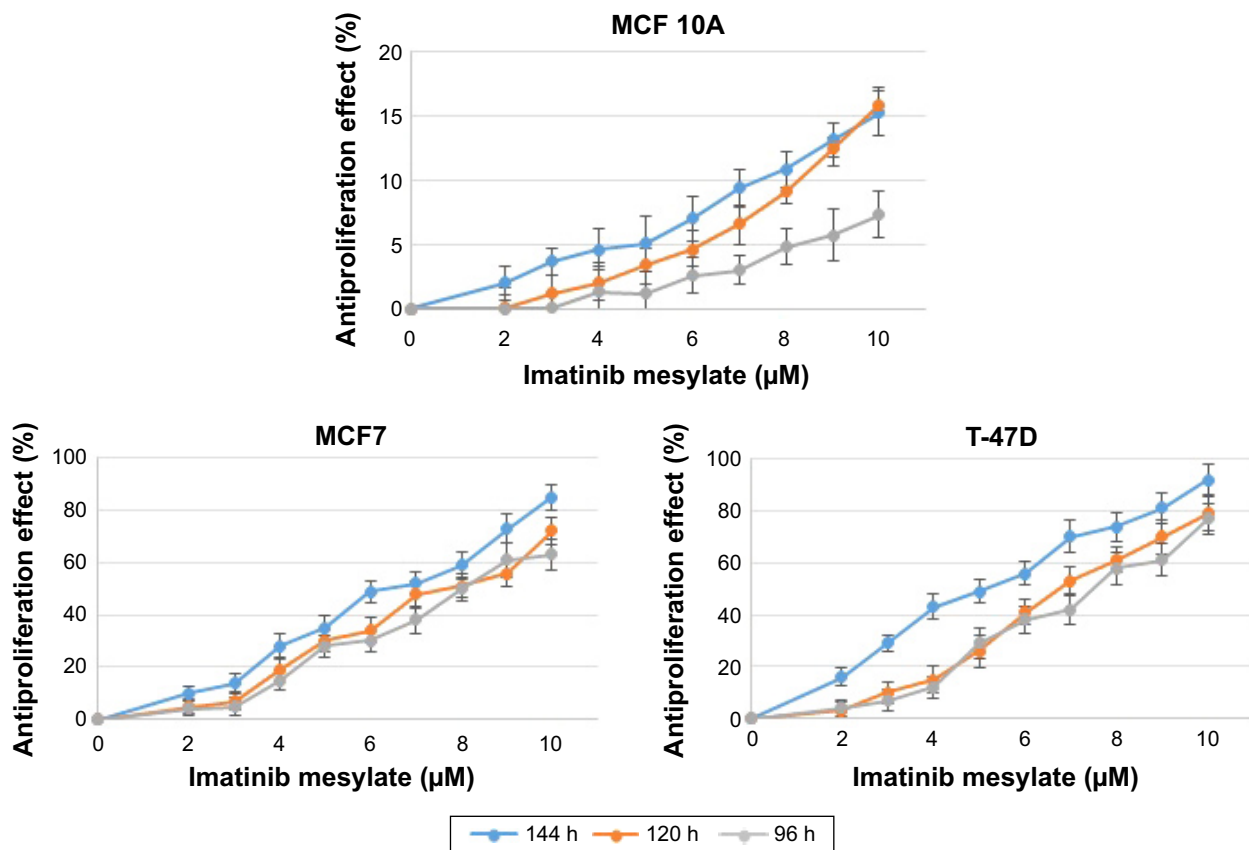 MCF 10A
Antiproliferation effect (%)
20
15
10
5
0
0 2 4 6 8 10
Imatinib mesylate (µM)
MCF7
Antiproliferation effect (%)
100
80
60
40
20
0
0 2 4 6 8 10
Imatinib mesylate (µM)
T-47D
Antiproliferation effect (%)
100
80
60
40
20
0
0 2 4 6 8 10
Imatinib mesylate (µM)
144 h 120 h 96 h